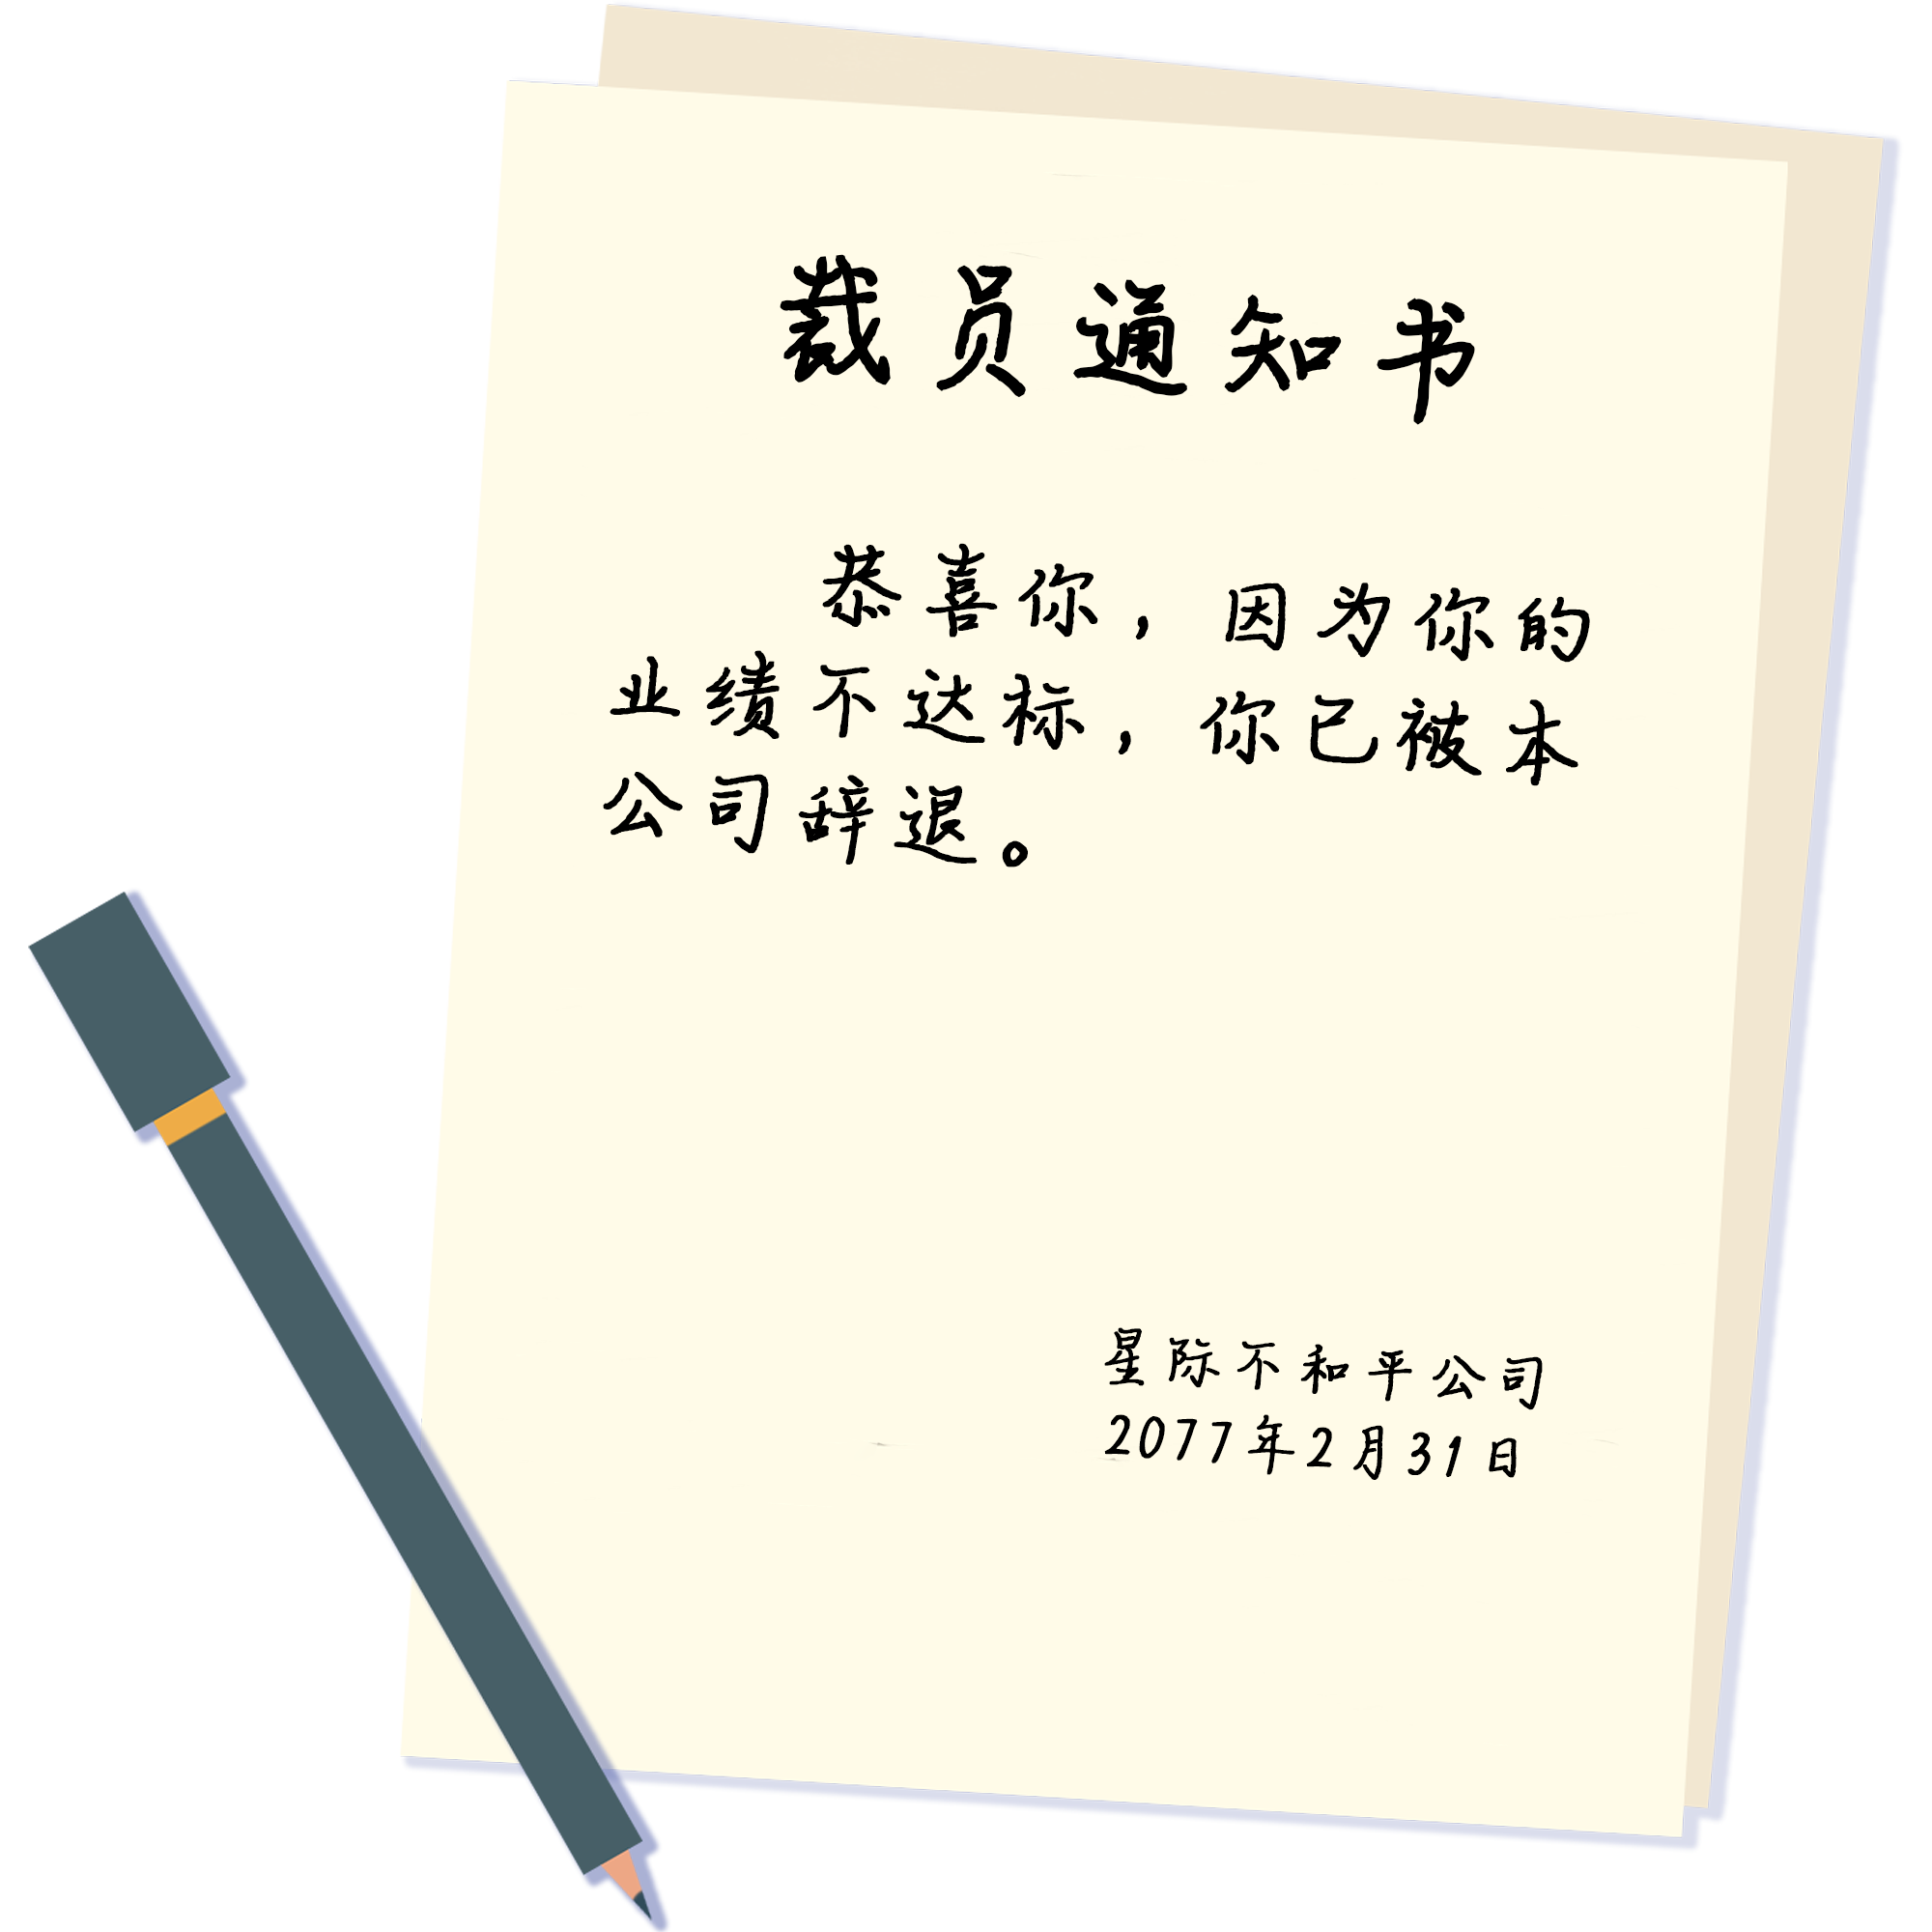 裁员通知书
恭喜你，因为你的
业绩不达标，你已被本
公司辞退。
星际不和平公司
2077年2月31日